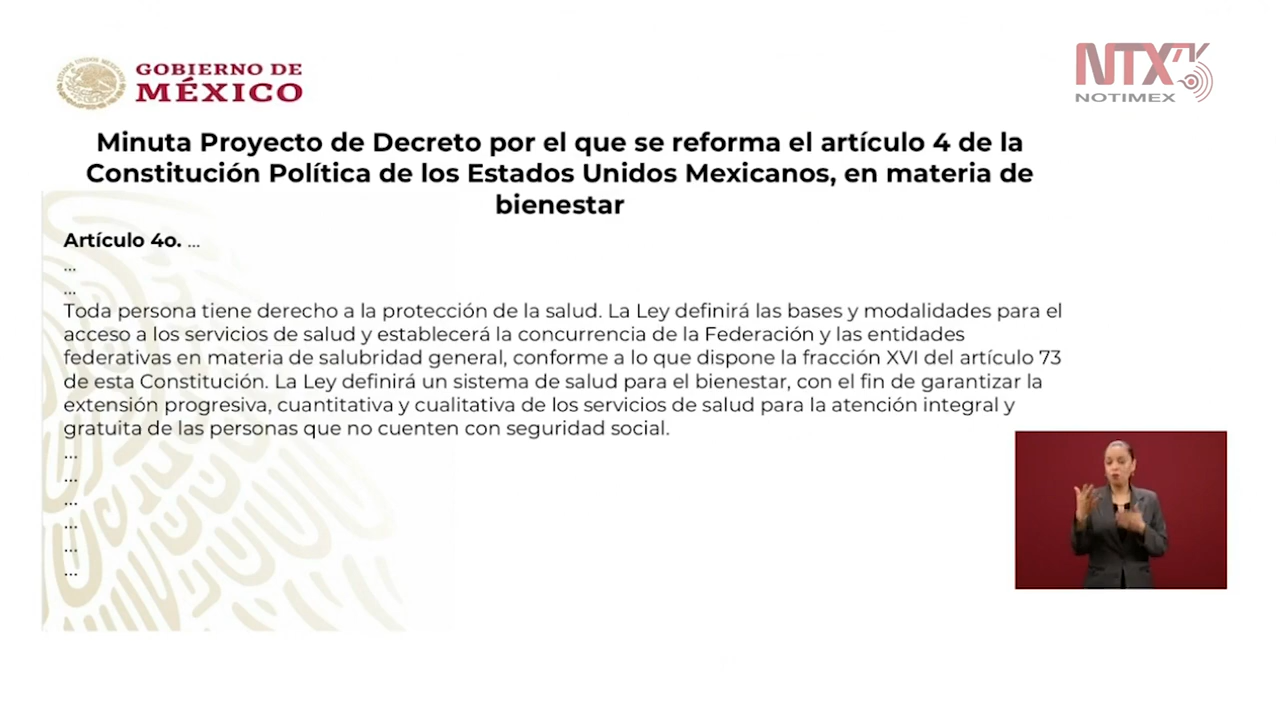 GOBIERNO DE
MÉXICO
NTX
NOTIMEX
Minuta Proyecto de Decreto por el que se reforma el artículo 4 de la
Constitución Política de los Estados Unidos Mexicanos, en materia de
bienestar
Artículo 4o. ...
...
...
Toda persona tiene derecho a la protección de la salud. La Ley definirá las bases y modalidades para el
acceso a los servicios de salud y establecerá la concurrencia de la Federación y las entidades
federativas en materia de salubridad general, conforme a lo que dispone la fracción XVI del artículo 73
de esta Constitución. La Ley definirá un sistema de salud para el bienestar, con el fin de garantizar la
extensión progresiva, cuantitativa y cualitativa de los servicios de salud para la atención integral y
gratuita de las personas que no cuenten con seguridad social.
...
...
...
...
...
...